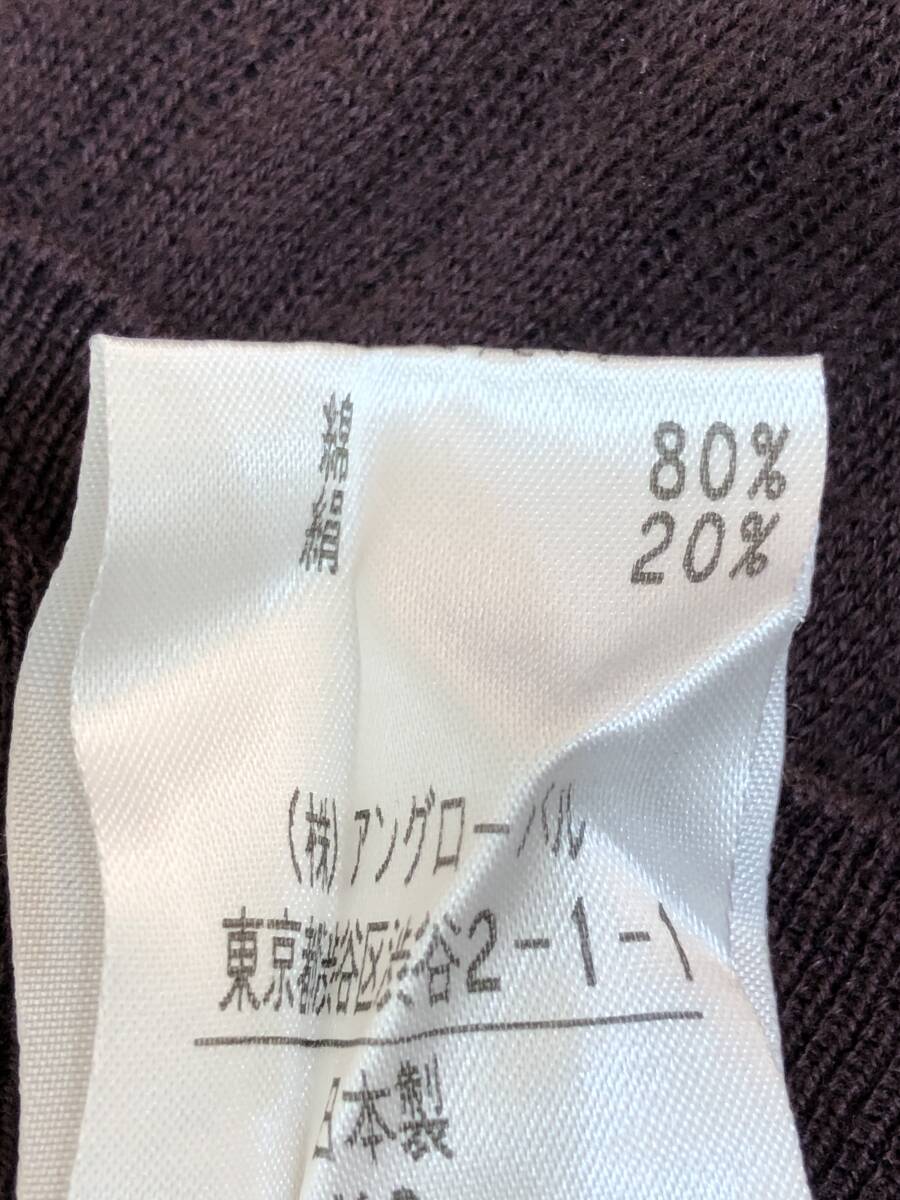 綿 80%
絹 20%
(株)アングローバル
東京都渋谷区渋谷2-1-1
日本製